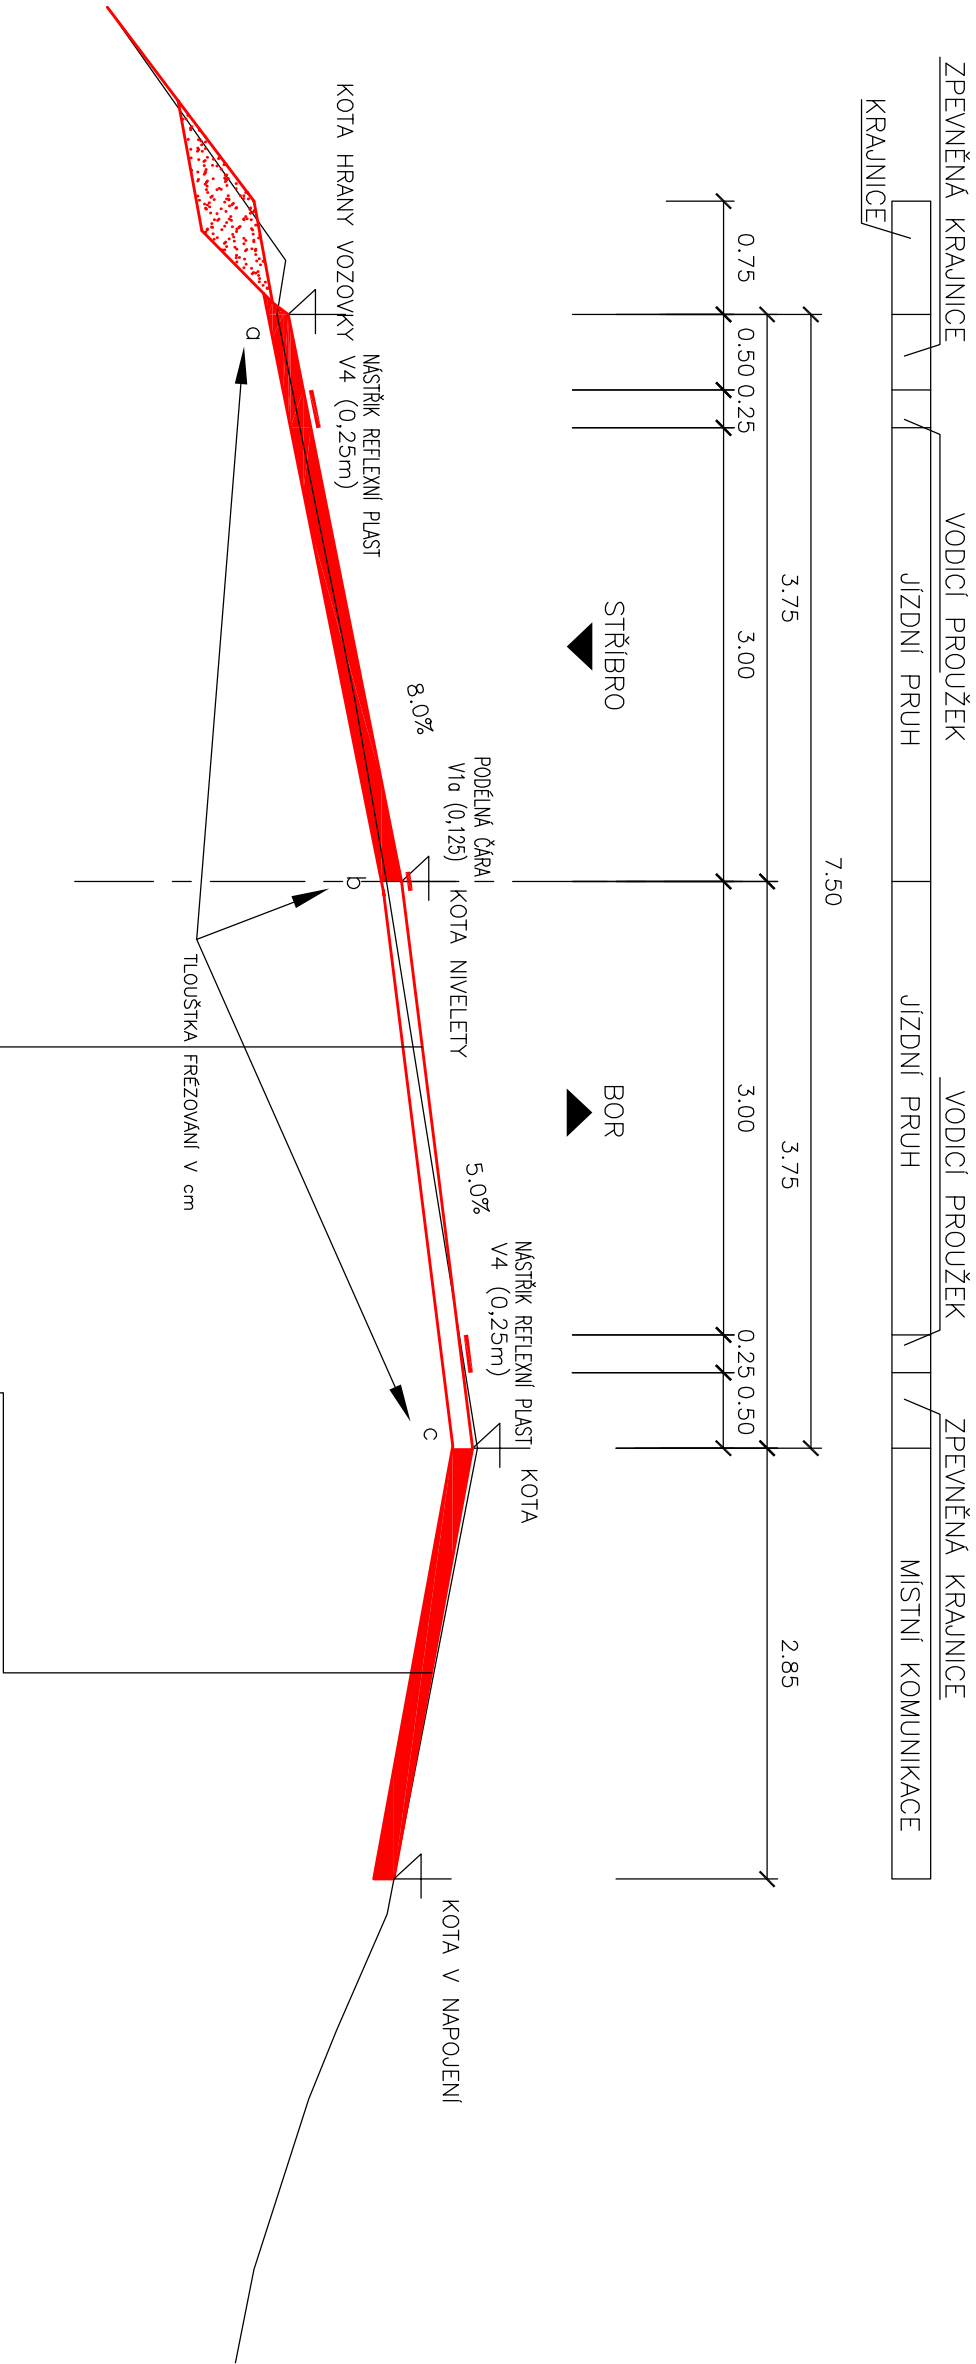 ZPEVNĚNÁ KRAJNICE
VODICÍ PROUŽEK
VODICÍ PROUŽEK
ZPEVNĚNÁ KRAJNICE
KRAJNICE
JÍZDNÍ PRUH
JÍZDNÍ PRUH
MÍSTNÍ KOMUNIKACE
7.50
3.75
3.75
2.85
0.75
0.50
0.25
3.00
3.00
0.25
0.50
STŘÍBRO
BOR
KOTA HRANY VOZOVKY
NÁSTŘIK REFLEXNÍ PLAST
V4 (0,25m)
8.0%
PODÉLNÁ ČÁRA
V1a (0,125)
KOTA NIVELETY
5.0%
NÁSTŘIK REFLEXNÍ PLAST
V4 (0,25m)
KOTA
KOTA V NAPOJENÍ
a
b
c
TLOUŠŤKA FRÉZOVÁNÍ V cm